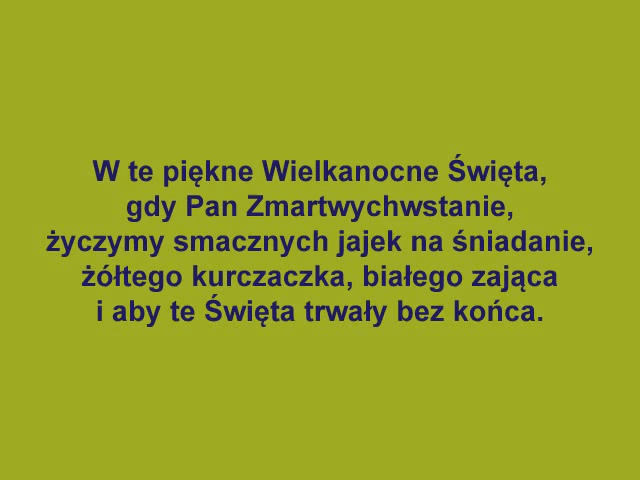 W te piękne Wielkanocne Święta,
gdy Pan Zmartwychwstanie,
życzymy smacznych jajek na śniadanie,
żółtego kurczaczka, białego zająca
i aby te Święta trwały bez końca.